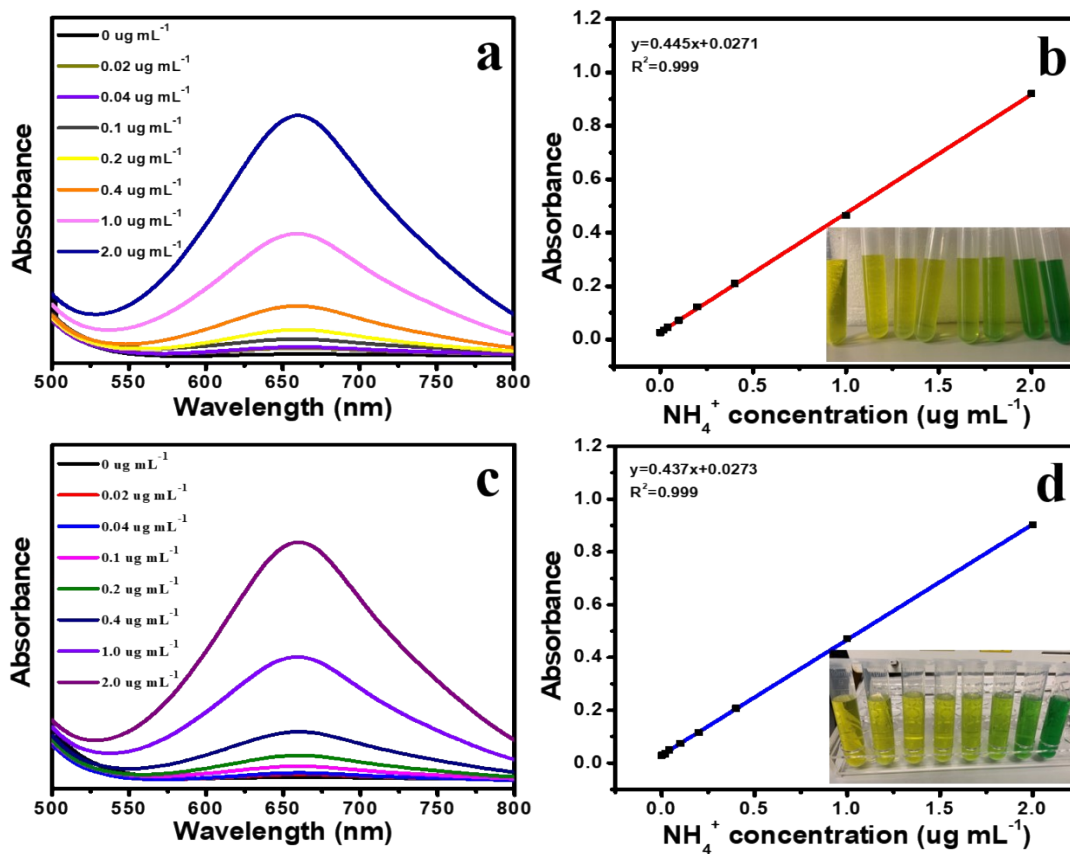 a
0 ug mL⁻¹
0.02 ug mL⁻¹
0.04 ug mL⁻¹
0.1 ug mL⁻¹
0.2 ug mL⁻¹
0.4 ug mL⁻¹
1.0 ug mL⁻¹
2.0 ug mL⁻¹
Absorbance
500 550 600 650 700 750 800
Wavelength (nm)
b
y=0.445x+0.0271
R²=0.999
1.2
1.0
0.8
0.6
0.4
0.2
0.0
Absorbance
0.0 0.5 1.0 1.5 2.0
NH₄⁺ concentration (ug mL⁻¹)
c
0 ug mL⁻¹
0.02 ug mL⁻¹
0.04 ug mL⁻¹
0.1 ug mL⁻¹
0.2 ug mL⁻¹
0.4 ug mL⁻¹
1.0 ug mL⁻¹
2.0 ug mL⁻¹
Absorbance
500 550 600 650 700 750 800
Wavelength (nm)
d
y=0.437x+0.0273
R²=0.999
1.2
1.0
0.8
0.6
0.4
0.2
0.0
Absorbance
0.0 0.5 1.0 1.5 2.0
NH₄⁺ concentration (ug mL⁻¹)